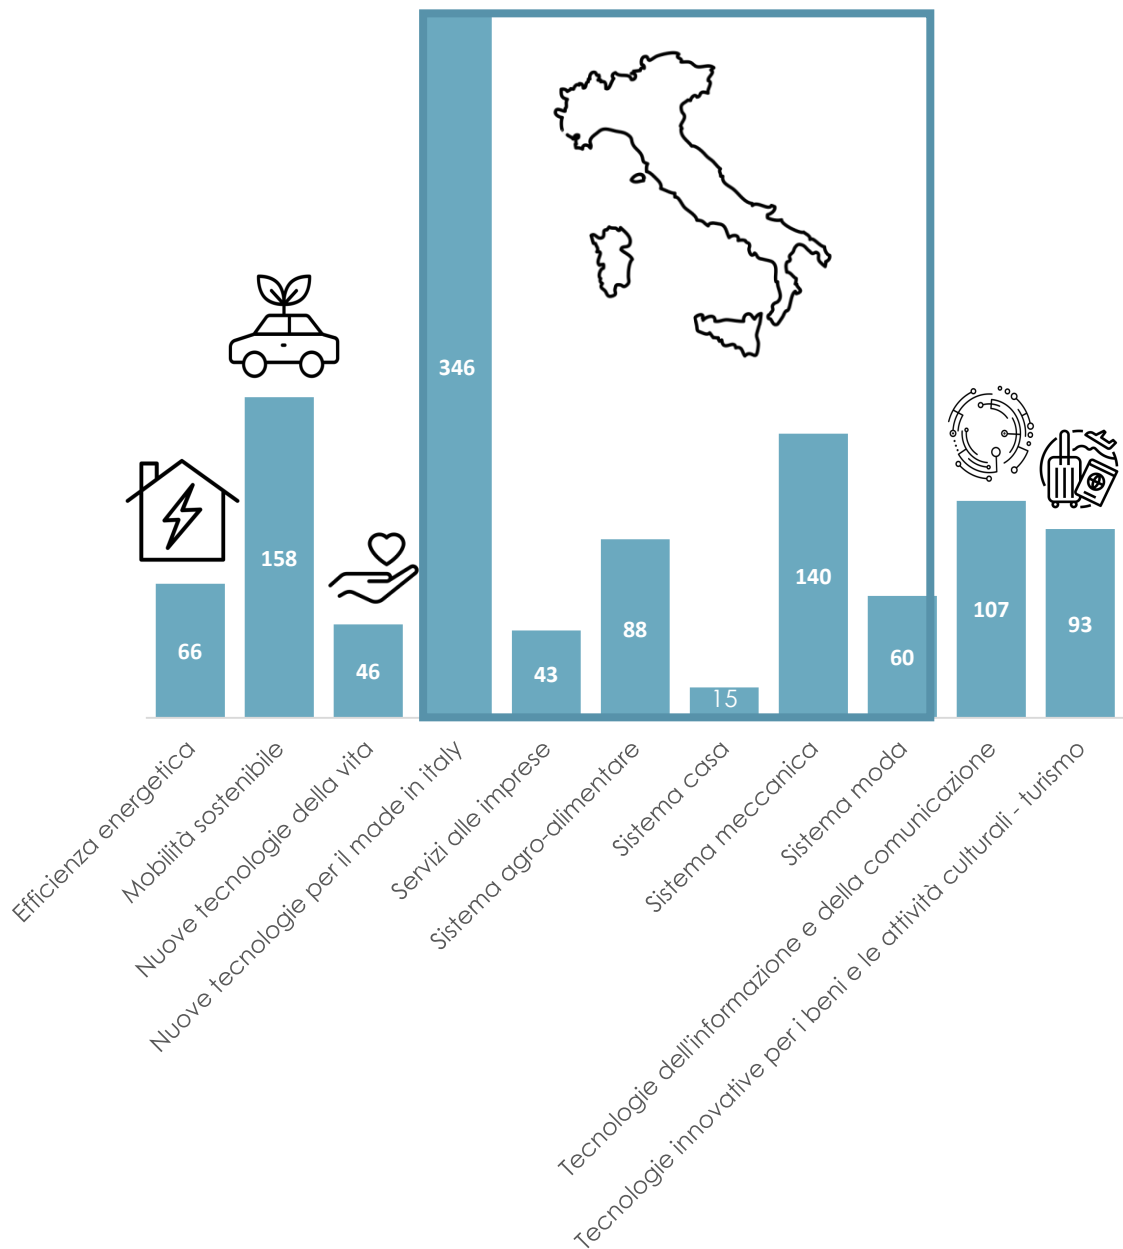 346
158
140
107
93
88
66
60
46
43
15
Efficienza energetica
Mobilità sostenibile
Nuove tecnologie della vita
Nuove tecnologie per il made in italy
Servizi alle imprese
Sistema agro-alimentare
Sistema casa
Sistema meccanica
Sistema moda
Tecnologie dell'informazione e della comunicazione
Tecnologie innovative per i beni e le attività culturali - turismo